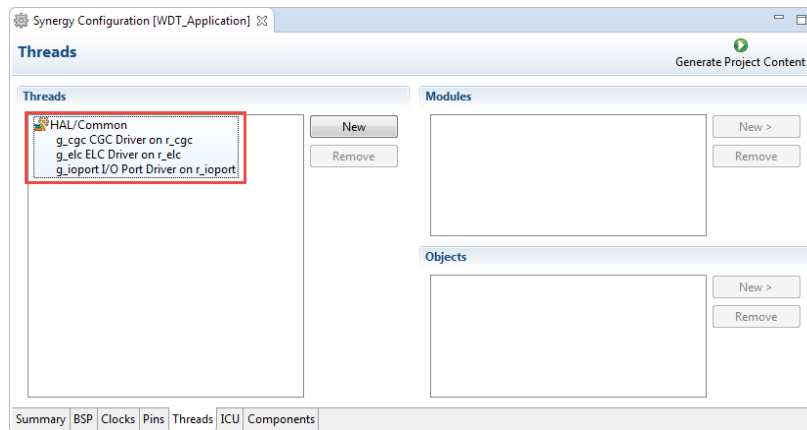 Synergy Configuration [WDT_Application]
Threads
Generate Project Content
Threads
HAL/Common
g_cgc CGC Driver on r_cgc
g_elc ELC Driver on r_elc
g_ioport I/O Port Driver on r_ioport
New
Remove
Modules
New >
Remove
Objects
New >
Remove
Summary BSP Clocks Pins Threads ICU Components